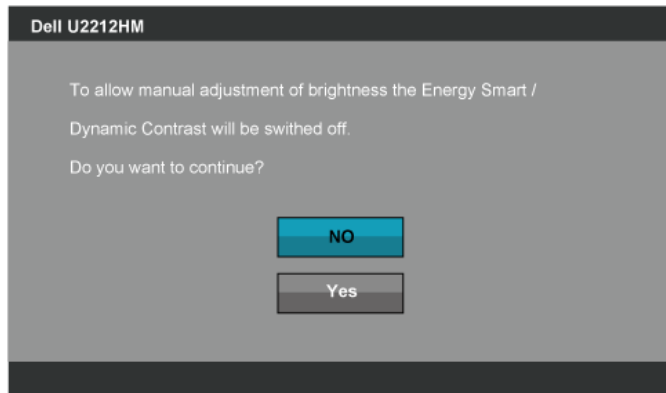 Dell U2212HM
To allow manual adjustment of brightness the Energy Smart /
Dynamic Contrast will be swithed off.
Do you want to continue?
NO
Yes